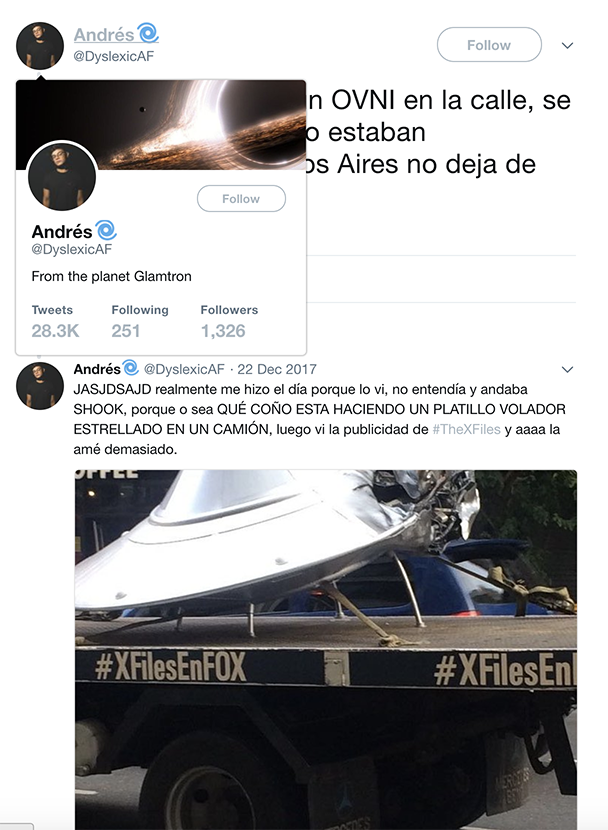 Andrés
@DyslexicAF
Follow
n OVNI en la calle, se
o estaban
os Aires no deja de
Follow
Andrés
@DyslexicAF
From the planet Glamtron
Tweets Following Followers
28.3K 251 1,326
Andrés @DyslexicAF · 22 Dec 2017
JASJDSAJD realmente me hizo el día porque lo vi, no entendía y andaba
SHOOK, porque o sea QUÉ COÑO ESTA HACIENDO UN PLATILLO VOLADOR
ESTRELLADO EN UN CAMIÓN, luego vi la publicidad de #TheXFiles y aaaa la
amé demasiado.
OFFEE
#XFilesEnFOX #XFilesEn